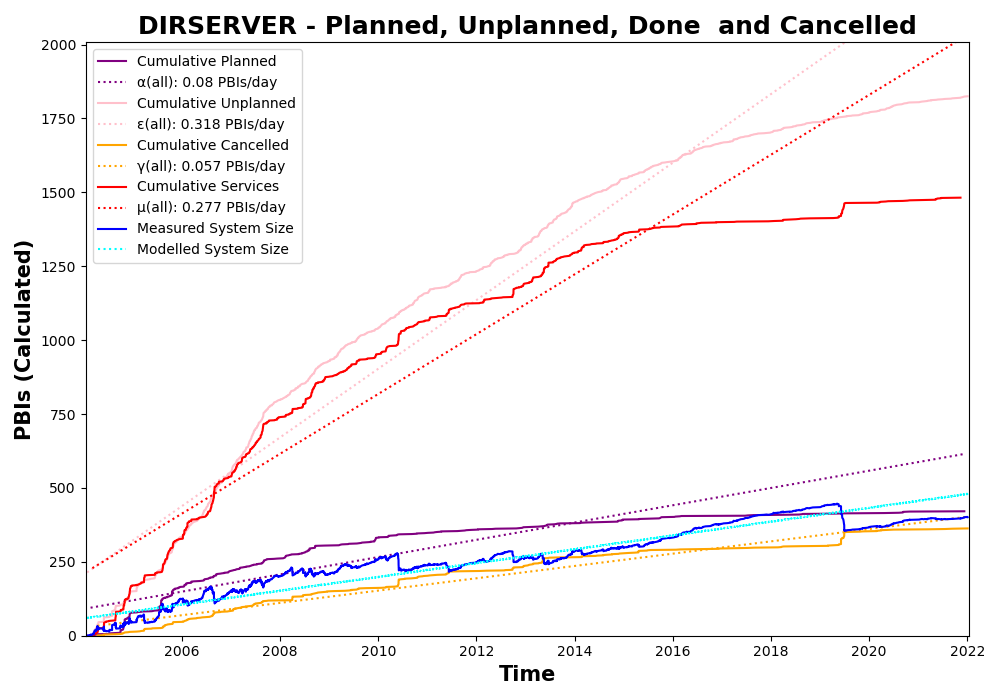 DIRSERVER - Planned, Unplanned, Done  and Cancelled
PBIs (Calculated)
2000
1750
1500
1250
1000
750
500
250
0
Cumulative Planned
α(all): 0.08 PBIs/day
Cumulative Unplanned
ε(all): 0.318 PBIs/day
Cumulative Cancelled
γ(all): 0.057 PBIs/day
Cumulative Services
μ(all): 0.277 PBIs/day
Measured System Size
Modelled System Size
2006 2008 2010 2012 2014 2016 2018 2020 2022
Time